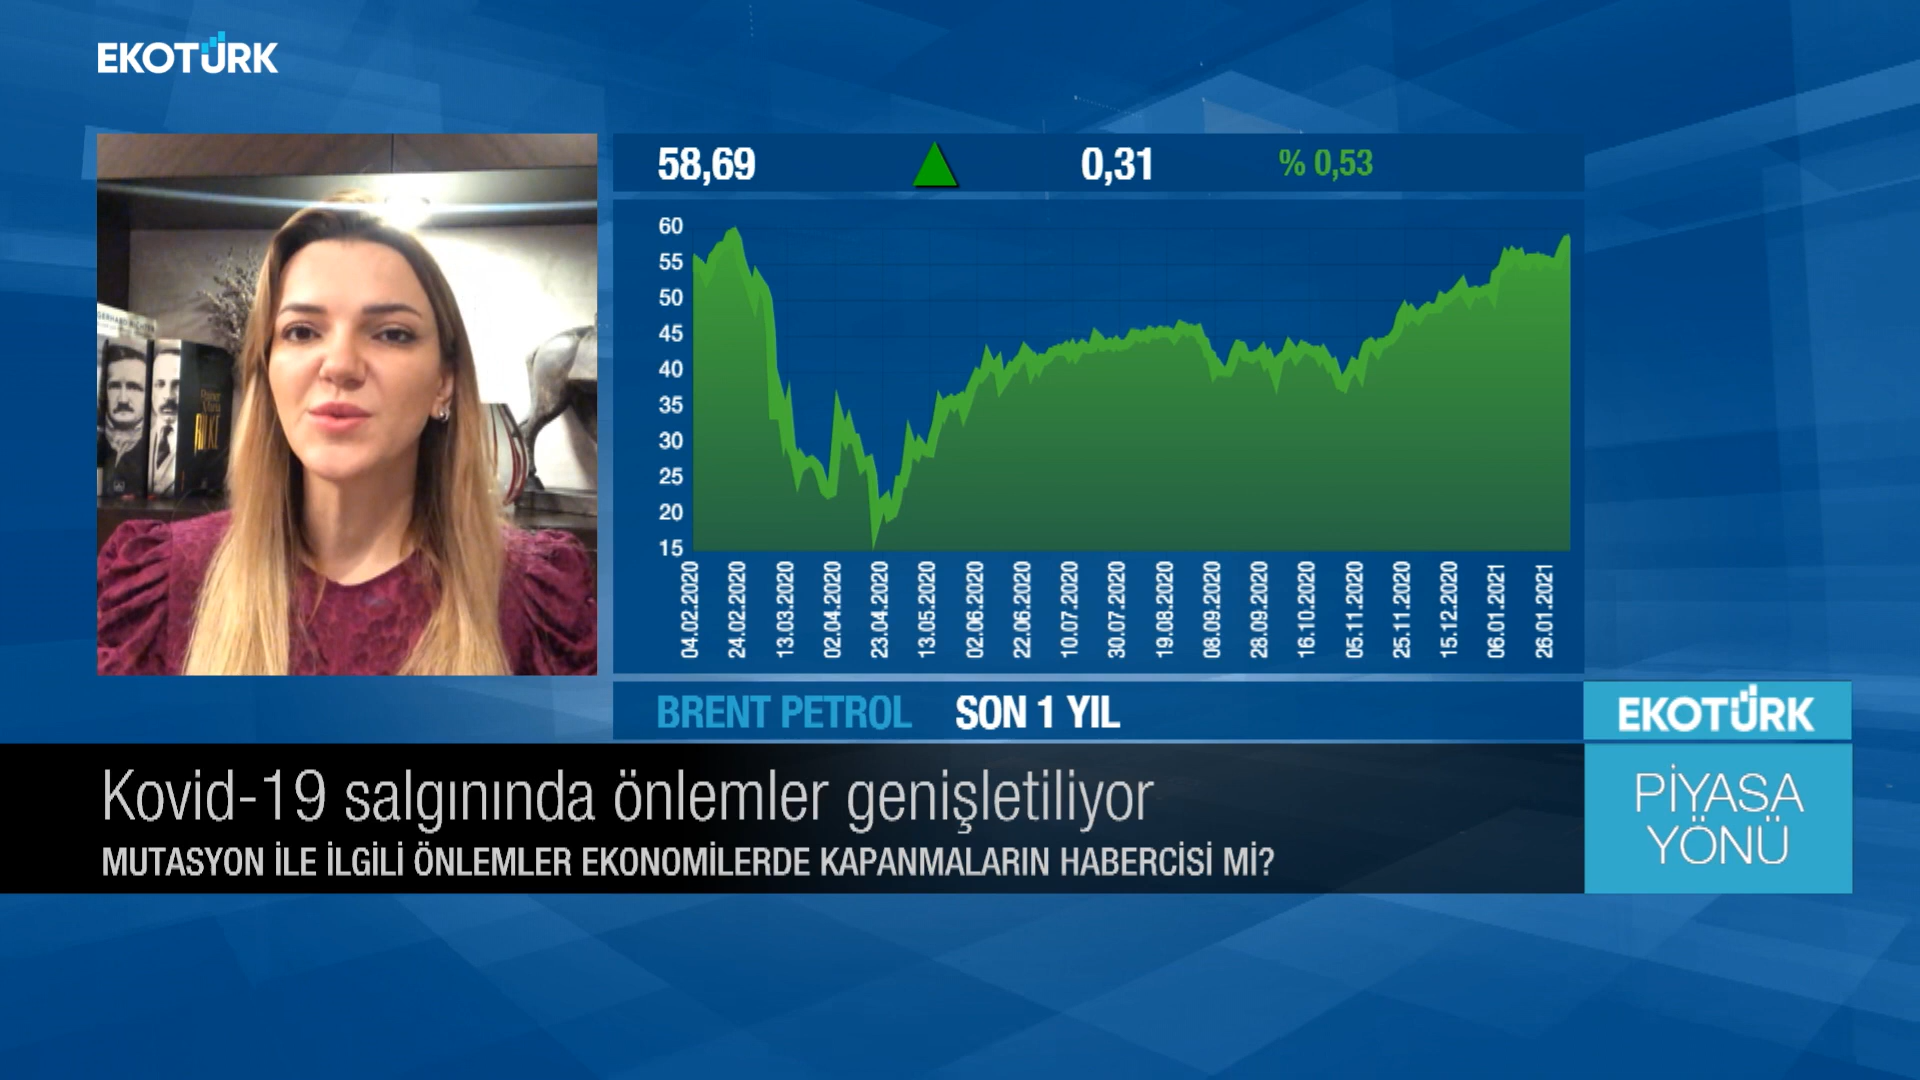 EKOTÜRK
GERHARD RICHTER
Rainer
Maria
RILKE
58,69 0,31 % 0,53
60
55
50
45
40
35
30
25
20
15
04.02.2020
24.02.2020
13.03.2020
02.04.2020
23.04.2020
13.05.2020
02.06.2020
22.06.2020
10.07.2020
30.07.2020
19.08.2020
08.09.2020
28.09.2020
16.10.2020
05.11.2020
25.11.2020
15.12.2020
06.01.2021
26.01.2021
BRENT PETROL SON 1 YIL
EKOTÜRK
Kovid-19 salgınında önlemler genişletiliyor
MUTASYON İLE İLGİLİ ÖNLEMLER EKONOMİLERDE KAPANMALARIN HABERCİSİ Mİ?
PİYASA
YÖNÜ